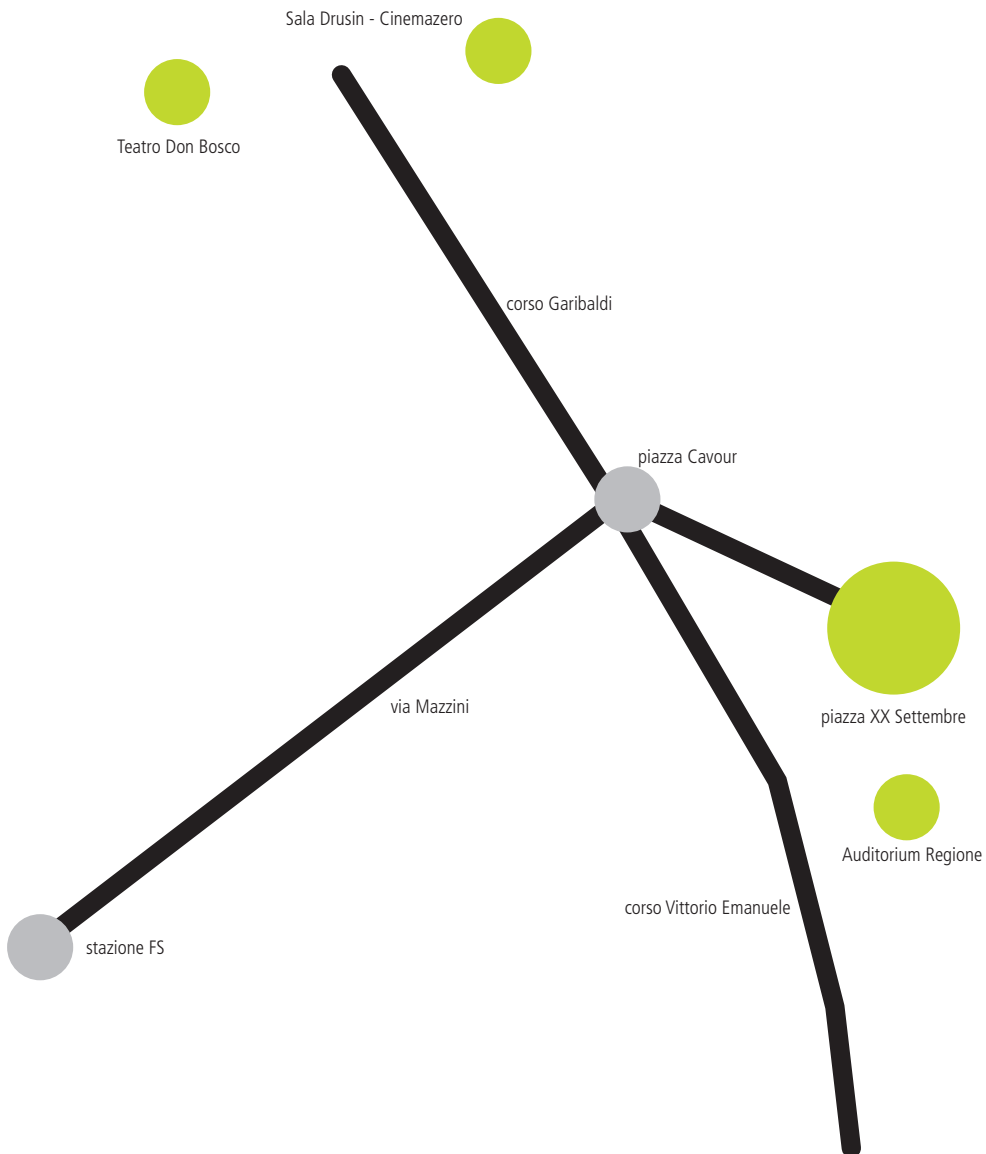 Sala Drusin - Cinemazero
Teatro Don Bosco
corso Garibaldi
piazza Cavour
via Mazzini
piazza XX Settembre
Auditorium Regione
corso Vittorio Emanuele
stazione FS